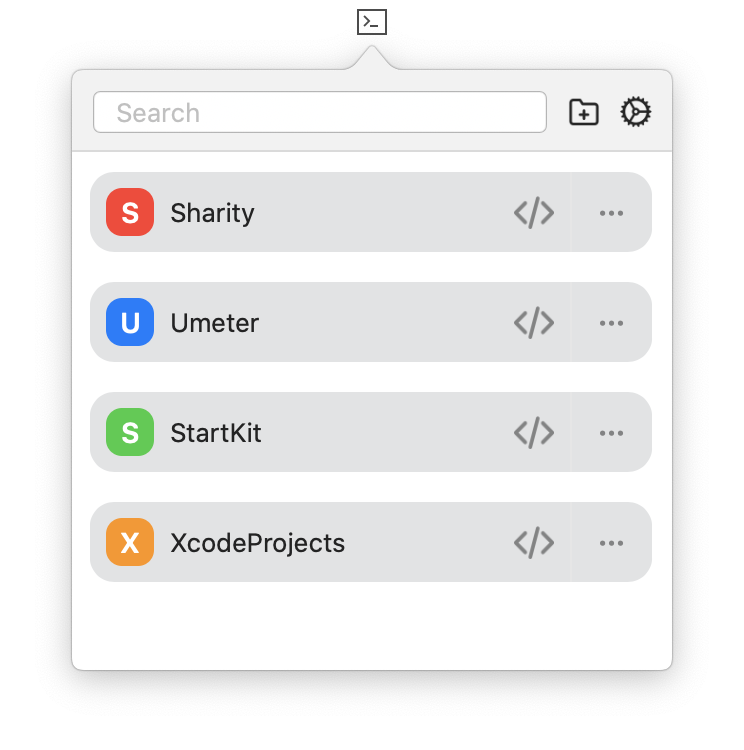 Search
S Sharity
U Umeter
S StartKit
X XcodeProjects